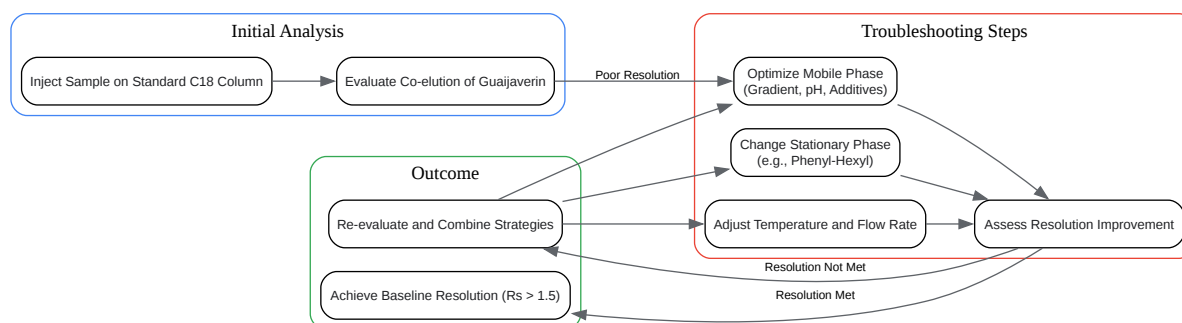 Initial Analysis
Inject Sample on Standard C18 Column
Evaluate Co-elution of Guaijaverin
Poor Resolution
Troubleshooting Steps
Optimize Mobile Phase
(Gradient, pH, Additives)
Change Stationary Phase
(e.g., Phenyl-Hexyl)
Adjust Temperature and Flow Rate
Assess Resolution Improvement
Outcome
Re-evaluate and Combine Strategies
Achieve Baseline Resolution (Rs > 1.5)
Resolution Not Met
Resolution Met